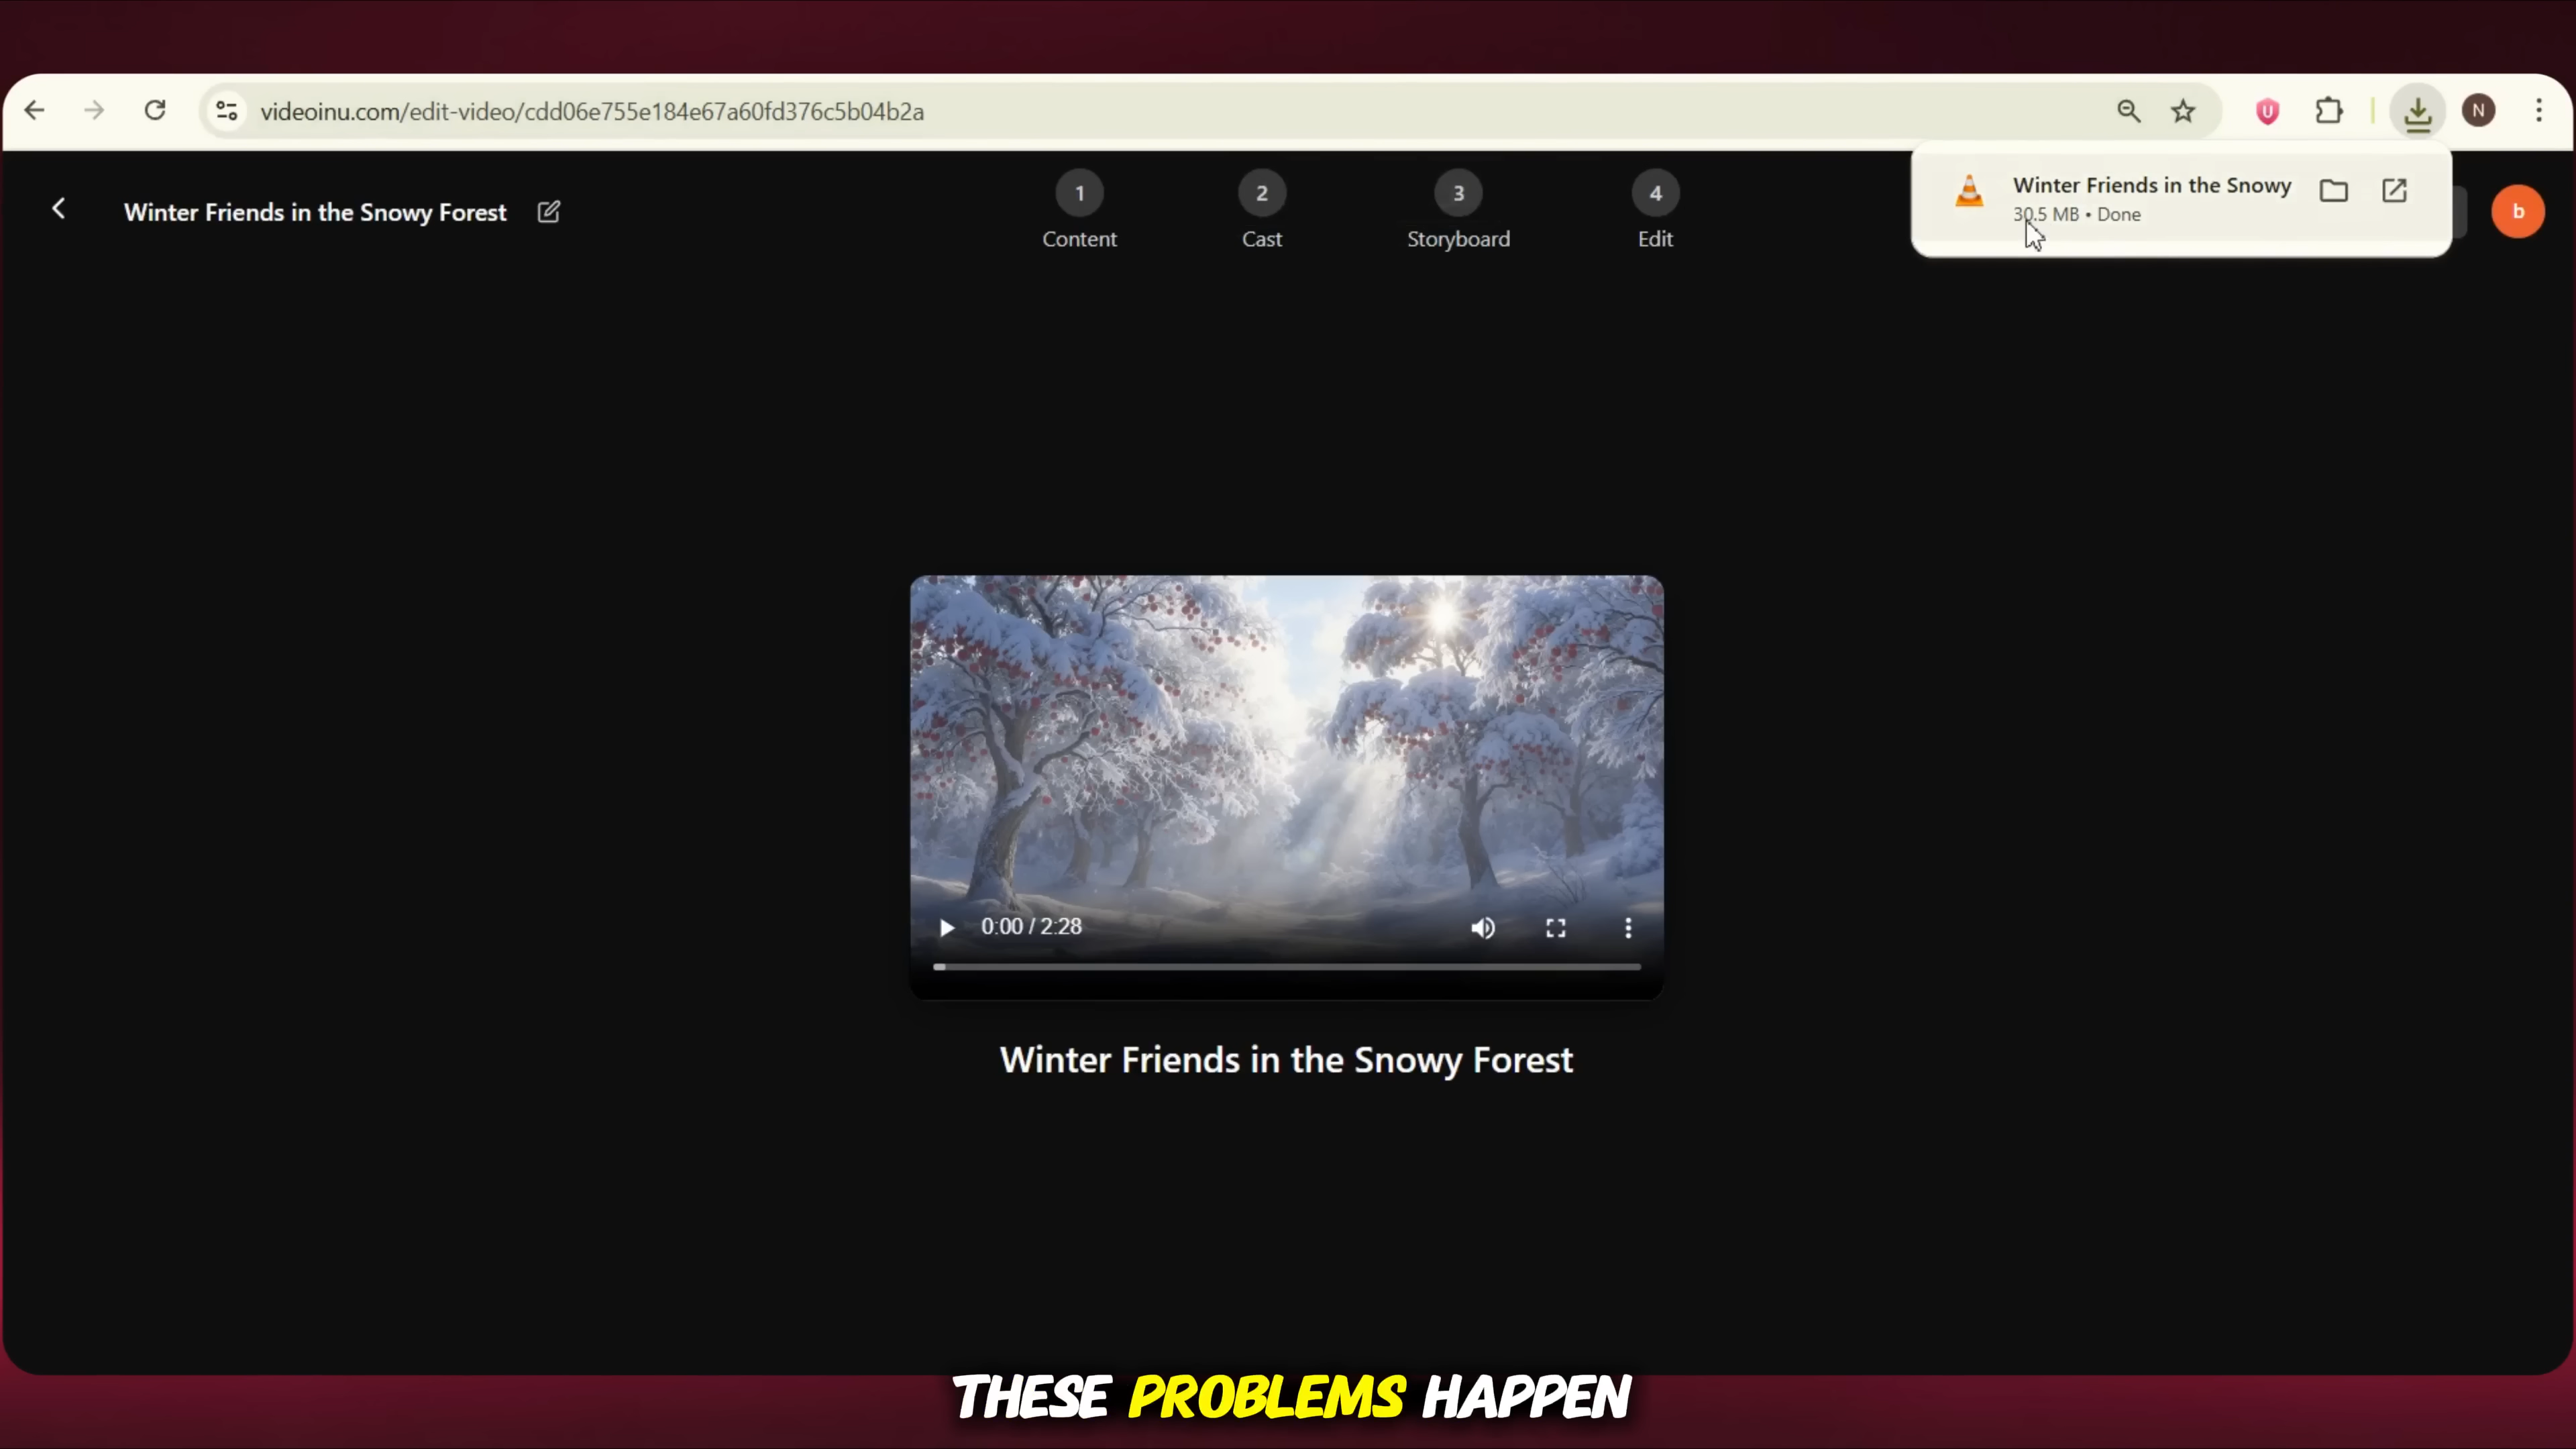 videoinu.com/edit-video/cdd06e755e184e67a60fd376c5b04b2a
U
N
Winter Friends in the Snowy
30.5 MB • Done
Winter Friends in the Snowy Forest
1
Content
2
Cast
3
Storyboard
4
Edit
b
0:00 / 2:28
Winter Friends in the Snowy Forest
THESE PROBLEMS HAPPEN